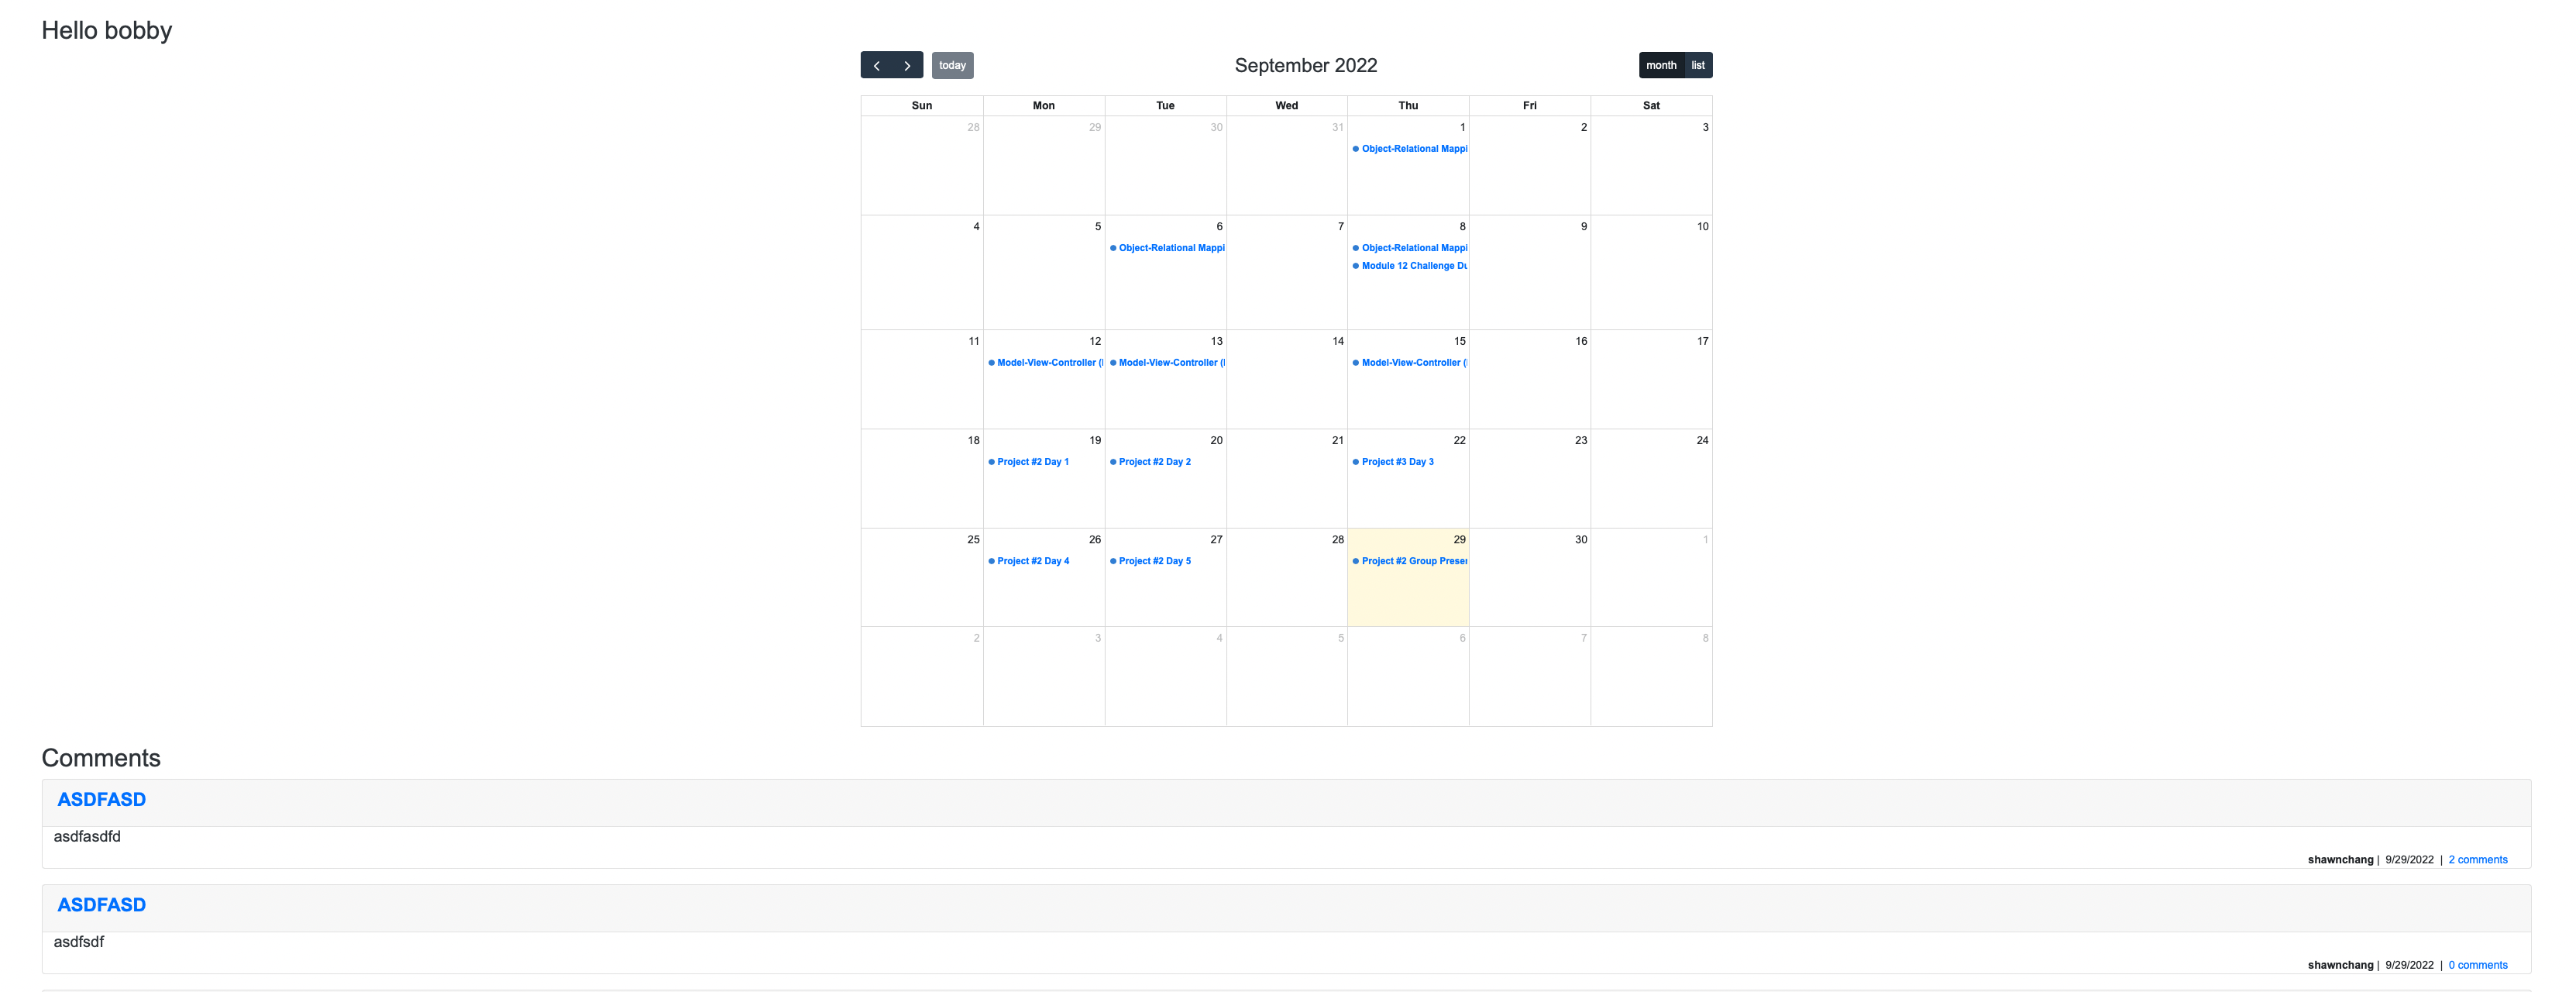 Hello bobby
today September 2022 month list
Sun Mon Tue Wed Thu Fri Sat
28 29 30 31 1 2 3
Object-Relational
4 5 6 7 8 9 10
Object-Relational Object-Relational
Module 12 Challenge
11 12 13 14 15 16 17
Model-View-Controller Model-View-Controller Model-View-Controller
18 19 20 21 22 23 24
Project #2 Day 1 Project #2 Day 2 Project #3 Day 3
25 26 27 28 29 30 1
Project #2 Day 4 Project #2 Day 5 Project #2 Group
2 3 4 5 6 7 8
Comments
ASDFASD
asdfasdfd
shawnchang | 9/29/2022 | 2 comments
ASDFASD
asdfsdf
shawnchang | 9/29/2022 | 0 comments